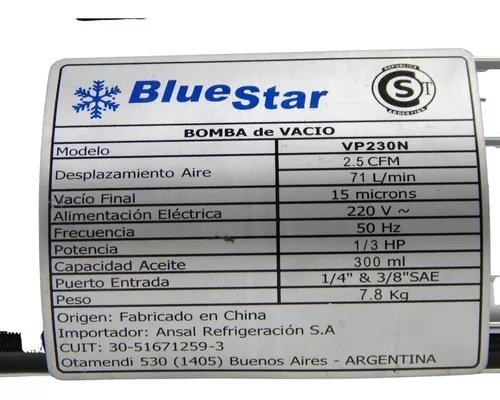 BlueStar
REPUBLICA
S T
ARGENTINA
BOMBA de VACIO
Modelo VP230N
Desplazamiento Aire 2.5 CFM
71 L/min
Vacío Final 15 microns
Alimentación Eléctrica 220 V ~
Frecuencia 50 Hz
Potencia 1/3 HP
Capacidad Aceite 300 ml
Puerto Entrada 1/4" & 3/8"SAE
Peso 7.8 Kg
Origen: Fabricado en China
Importador: Ansal Refrigeración S.A
CUIT: 30-51671259-3
Otamendi 530 (1405) Buenos Aires - ARGENTINA